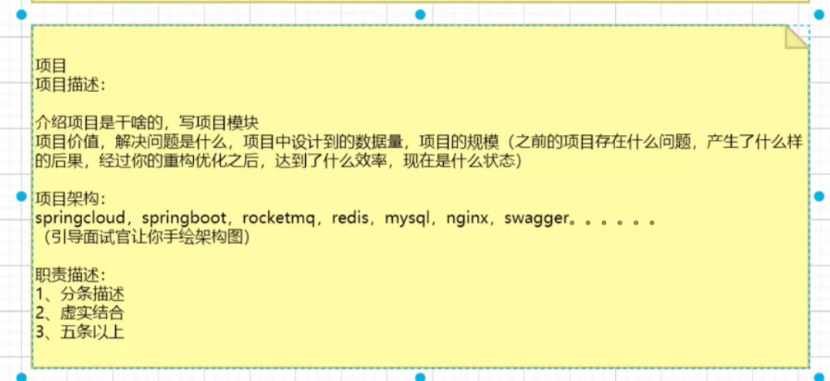 项目
项目描述：
介绍项目是干啥的，写项目模块
项目价值，解决问题是什么，项目中设计到的数据量，项目的规模（之前的项目存在什么问题，产生了什么样
的后果，经过你的重构优化之后，达到了什么效率，现在是什么状态）
项目架构：
springcloud，springboot，rocketmq，redis，mysql，nginx，swagger。。。。。。
（引导面试官让你手绘架构图）
职责描述：
1、分条描述
2、虚实结合
3、五条以上